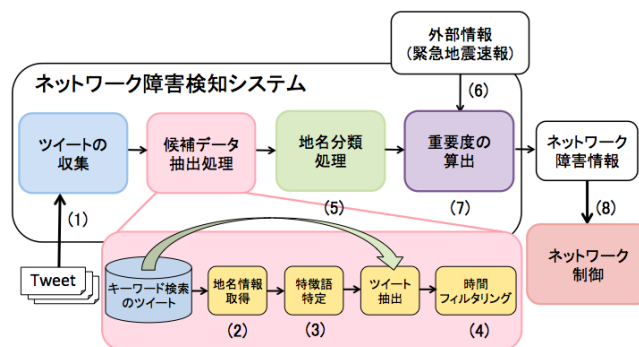 外部情報
(緊急地震速報)
ネットワーク障害検知システム
(6)
ツイートの
収集
候補データ
抽出処理
地名分類
処理
重要度の
算出
ネットワーク
障害情報
(1)
(5)
(7)
(8)
Tweet
キーワード検索
のツイート
地名情報
取得
特徴語
特定
ツイート
抽出
時間
フィルタリング
(2)
(3)
(4)
ネットワーク
制御